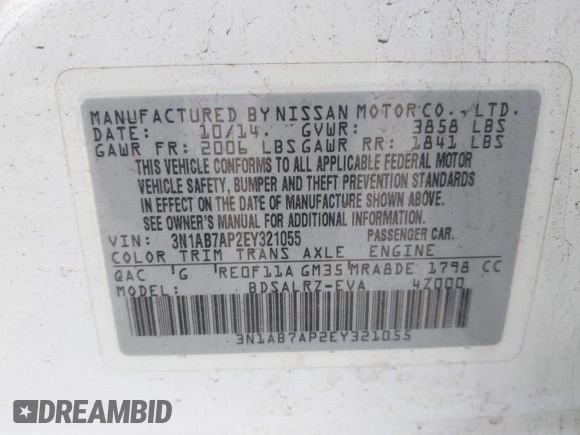 MANUFACTURED BY NISSAN MOTOR CO., LTD.
DATE: 10/14 GVWR: 3858 LBS
GAWR FR: 2006 LBS GAWR RR: 1841 LBS
THIS VEHICLE CONFORMS TO ALL APPLICABLE FEDERAL MOTOR
VEHICLE SAFETY, BUMPER AND THEFT PREVENTION STANDARDS
IN EFFECT ON THE DATE OF MANUFACTURE SHOWN ABOVE.
SEE OWNER'S MANUAL FOR ADDITIONAL INFORMATION.
VIN: 3N1AB7AP2EY321055 PASSENGER CAR.
COLOR TRIM TRANS AXLE ENGINE
QAC G RE0F11A GM35 MRA8DE 1798 CC
MODEL: BDSALRZ-EVA 4Z000
3N1AB7AP2EY321055
DREAMBID